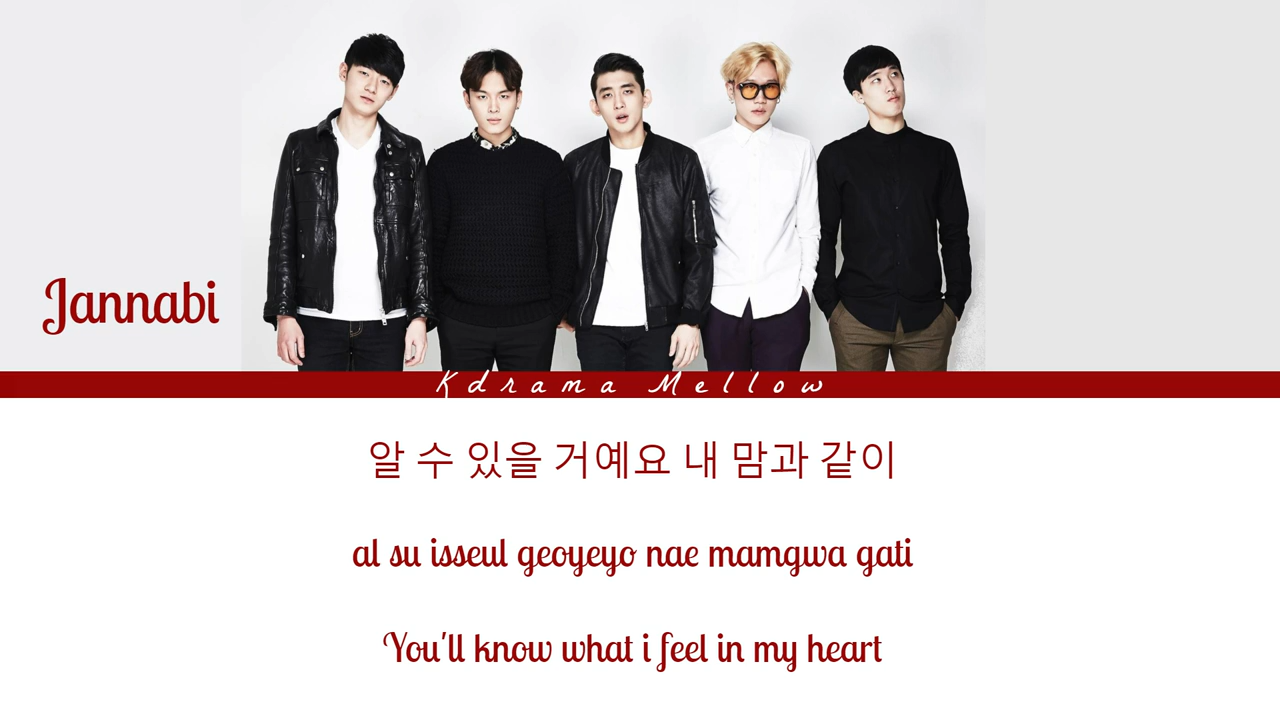 Jannabi
Kdrama Mellow
알 수 있을 거예요 내 맘과 같이
al su isseul geoyeyo nae mamgwa gati
You'll know what i feel in my heart